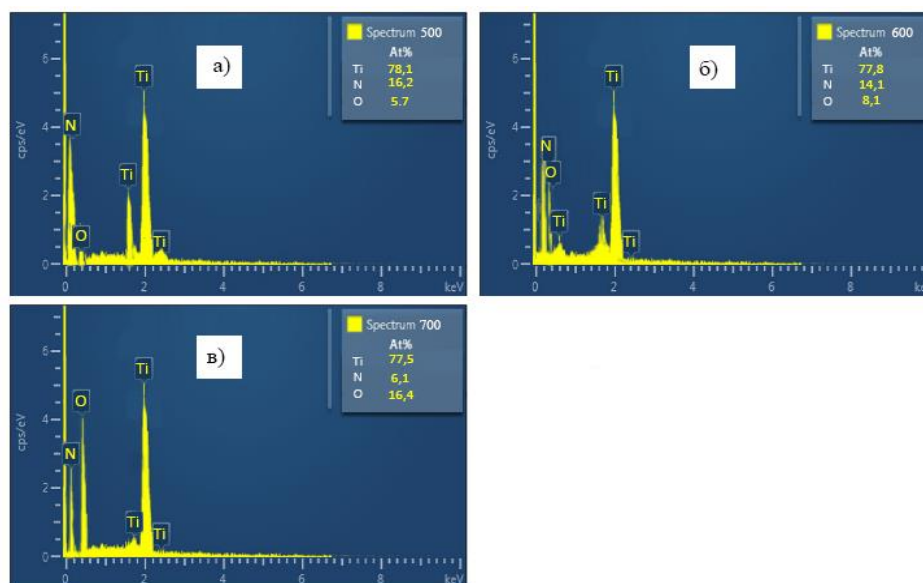 а)
Spectrum 500
At%
Ti 78,1
N 16,2
O 5.7
Ti
N
Ti
O
Ti
cps/eV
6
4
2
0
0 2 4 6 8 keV
б)
Spectrum 600
At%
Ti 77,8
N 14,1
O 8,1
Ti
N
O
Ti
Ti
Ti
cps/eV
6
4
2
0
0 2 4 6 8 ke
в)
Spectrum 700
At%
Ti 77,5
N 6,1
O 16,4
Ti
O
N
Ti
Ti
cps/eV
6
4
2
0
0 2 4 6 8 keV